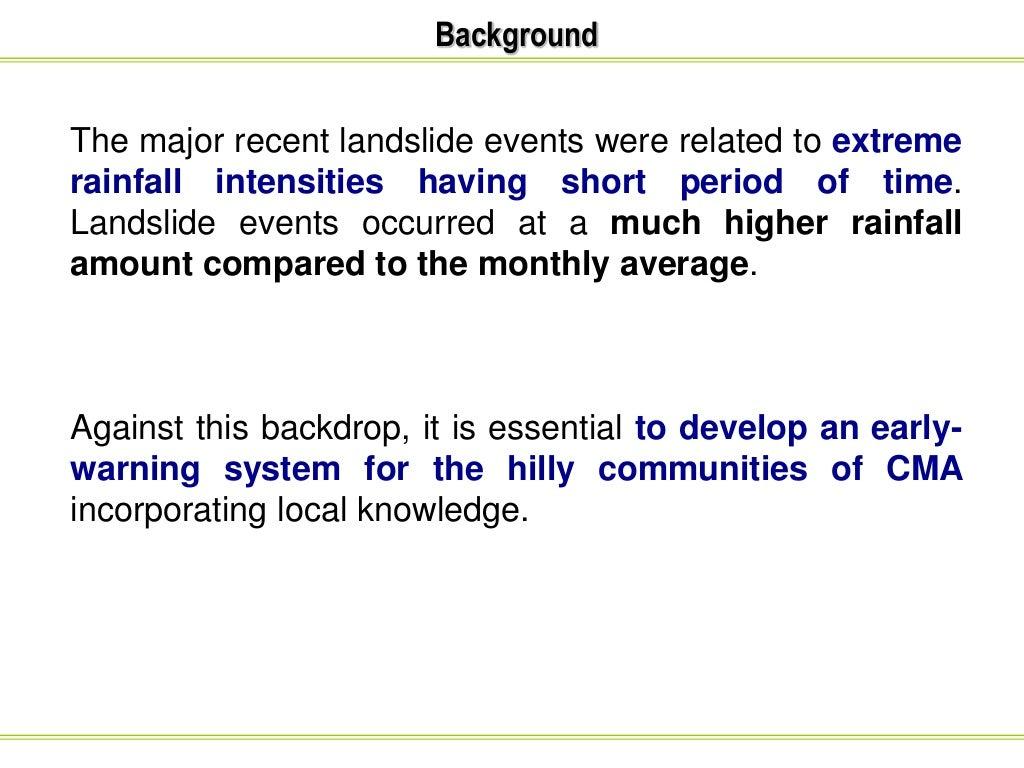 Background
The major recent landslide events were related to extreme
rainfall intensities having short period of time.
Landslide events occurred at a much higher rainfall
amount compared to the monthly average.
Against this backdrop, it is essential to develop an early-
warning system for the hilly communities of CMA
incorporating local knowledge.